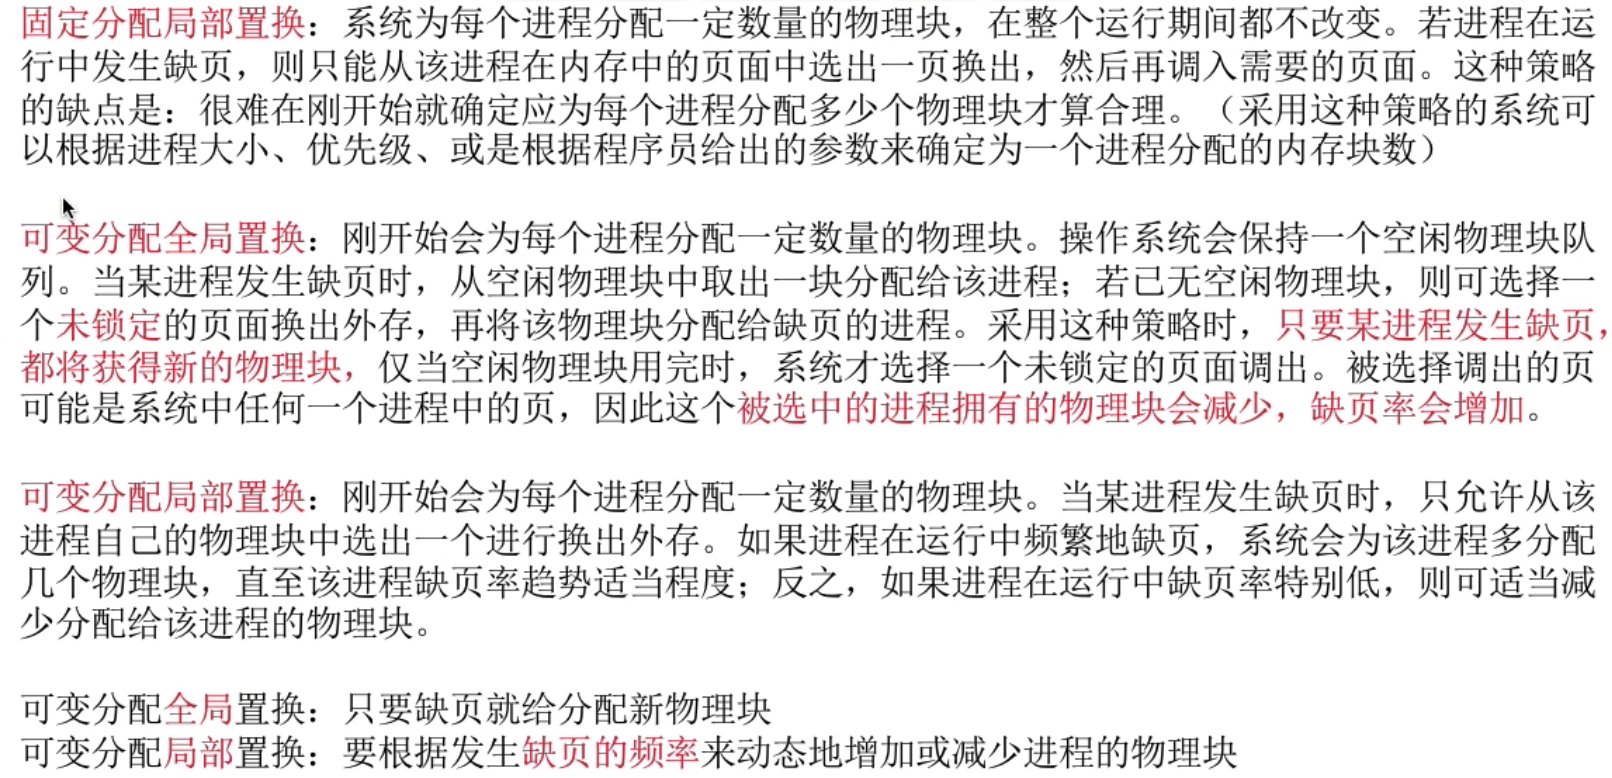 固定分配局部置换：系统为每个进程分配一定数量的物理块，在整个运行期间都不改变。若进程在运
行中发生缺页，则只能从该进程在内存中的页面中选出一页换出，然后再调入需要的页面。这种策略
的缺点是：很难在刚开始就确定应为每个进程分配多少个物理块才算合理。（采用这种策略的系统可
以根据进程大小、优先级、或是根据程序员给出的参数来确定为一个进程分配的内存块数）
可变分配全局置换：刚开始会为每个进程分配一定数量的物理块。操作系统会保持一个空闲物理块队
列。当某进程发生缺页时，从空闲物理块中取出一块分配给该进程；若已无空闲物理块，则可选择一
个未锁定的页面换出外存，再将该物理块分配给缺页的进程。采用这种策略时，只要某进程发生缺页，
都将获得新的物理块，仅当空闲物理块用完时，系统才选择一个未锁定的页面调出。被选择调出的页
可能是系统中任何一个进程中的页，因此这个被选中的进程拥有的物理块会减少，缺页率会增加。
可变分配局部置换：刚开始会为每个进程分配一定数量的物理块。当某进程发生缺页时，只允许从该
进程自己的物理块中选出一个进行换出外存。如果进程在运行中频繁地缺页，系统会为该进程多分配
几个物理块，直至该进程缺页率趋势适当程度；反之，如果进程在运行中缺页率特别低，则可适当减
少分配给该进程的物理块。
可变分配全局置换：只要缺页就给分配新物理块
可变分配局部置换：要根据发生缺页的频率来动态地增加或减少进程的物理块